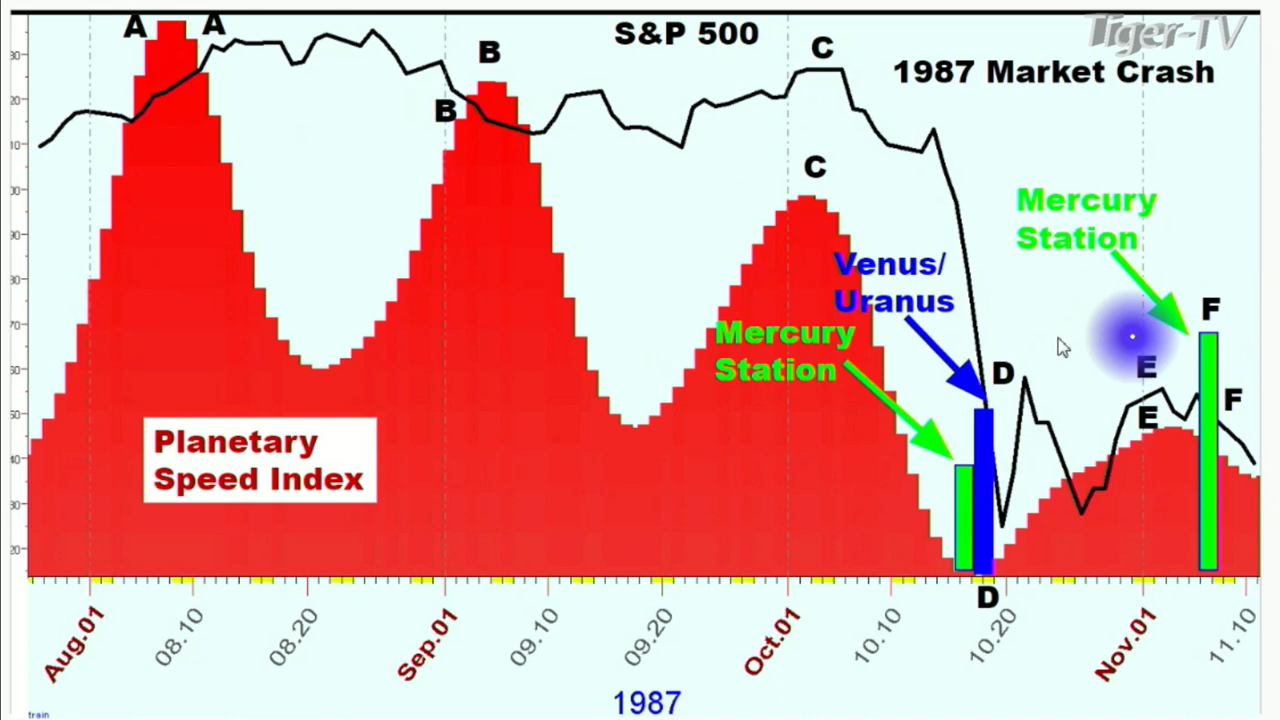 Tiger-TV
S&P 500
1987 Market Crash
A
A
B
B
C
C
Mercury
Station
Venus/
Uranus
Mercury
Station
D
E
E
F
F
Planetary
Speed Index
D
Aug.01
08.10
08.20
Sep.01
09.10
09.20
Oct.01
10.10
10.20
Nov.01
11.10
1987
train